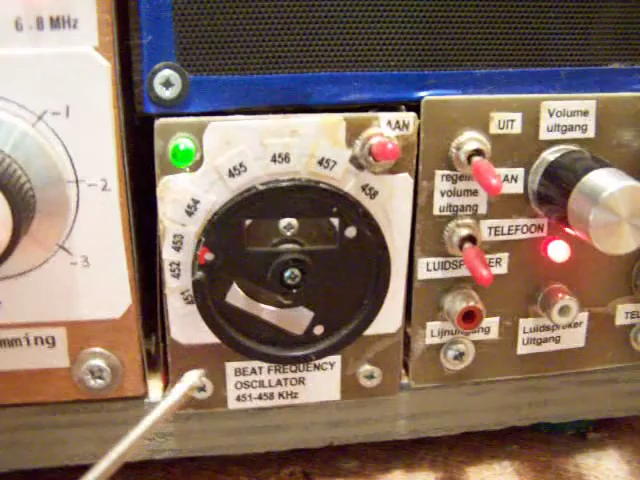 6.8 MHz
-1
-2
-3
mming
AAN
451
452
453
454
455
456
457
458
BEAT FREQUENCY
OSCILLATOR
451-458 KHz
UIT
AAN
Volume
uitgang
volume
uitgang
TELEFOON
LUIDSPREKER
Lijnuitgang
Luidspreker
Uitgang
TEL